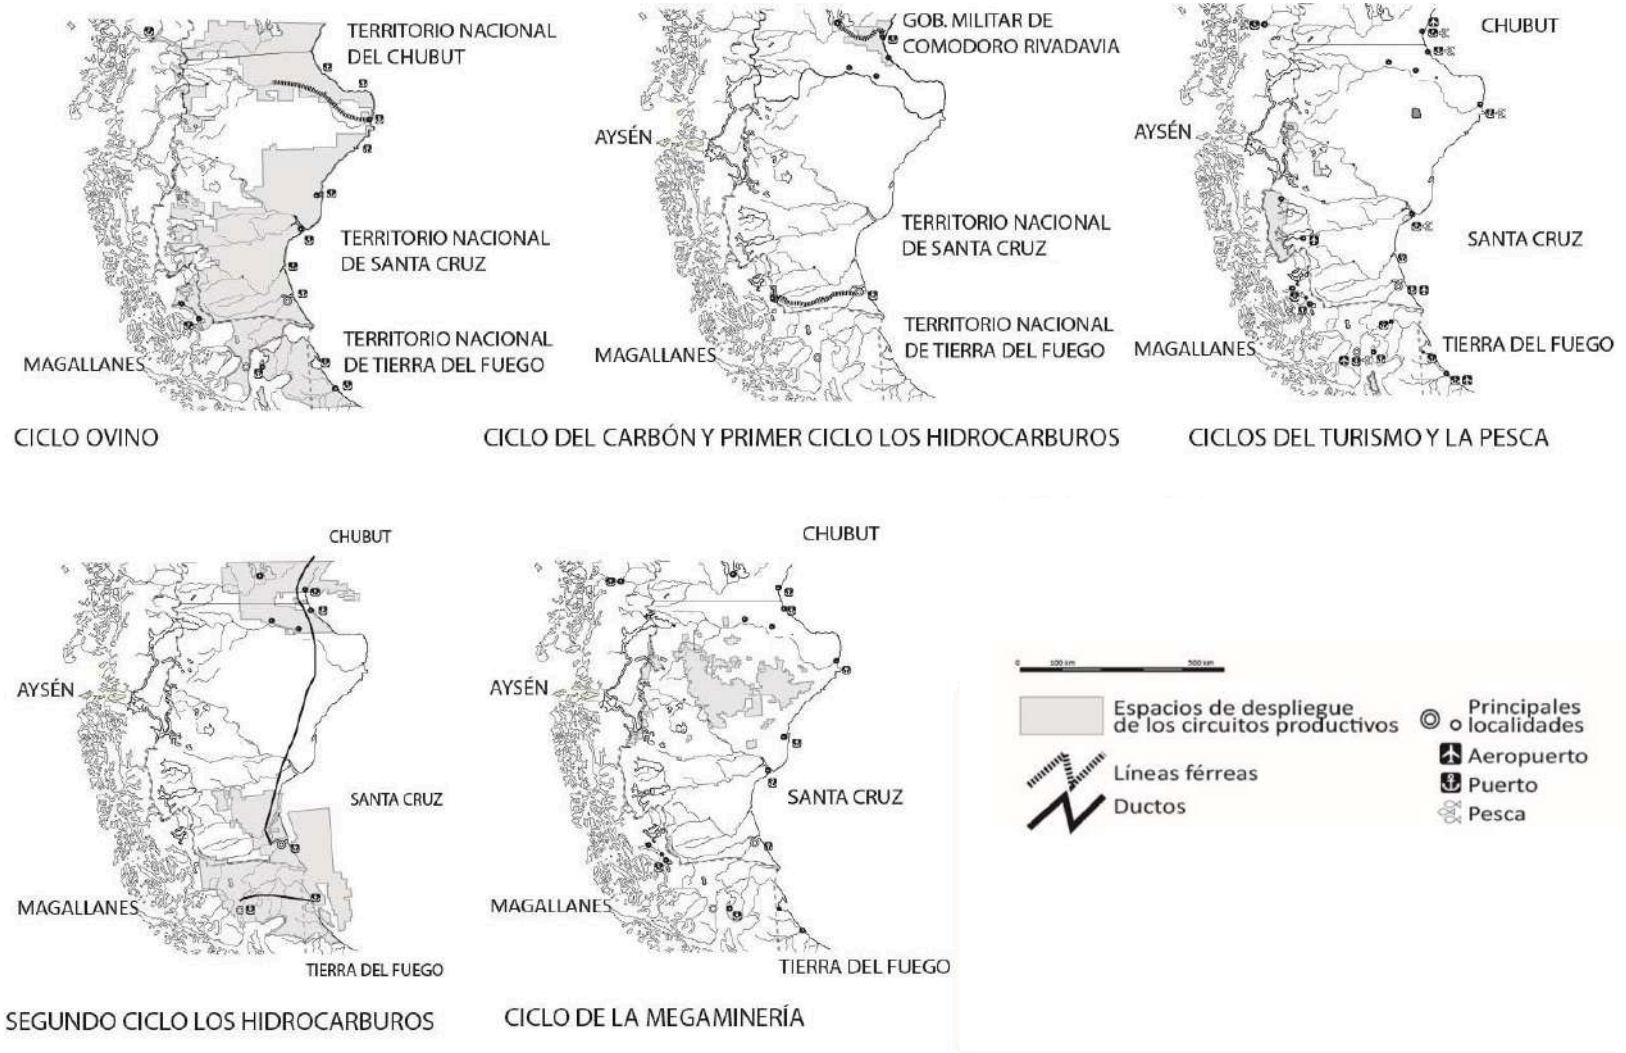 TERRITORIO NACIONAL
DEL CHUBUT
TERRITORIO NACIONAL
DE SANTA CRUZ
TERRITORIO NACIONAL
DE TIERRA DEL FUEGO
MAGALLANES
CICLO OVINO
GOB. MILITAR DE
COMODORO RIVADAVIA
AYSÉN
TERRITORIO NACIONAL
DE SANTA CRUZ
TERRITORIO NACIONAL
DE TIERRA DEL FUEGO
MAGALLANES
CICLO DEL CARBÓN Y PRIMER CICLO LOS HIDROCARBUROS
CHUBUT
AYSÉN
SANTA CRUZ
TIERRA DEL FUEGO
MAGALLANES
CICLOS DEL TURISMO Y LA PESCA
CHUBUT
AYSÉN
SANTA CRUZ
MAGALLANES
TIERRA DEL FUEGO
SEGUNDO CICLO LOS HIDROCARBUROS
CHUBUT
AYSÉN
SANTA CRUZ
MAGALLANES
TIERRA DEL FUEGO
CICLO DE LA MEGAMINERÍA
0 100 km 500 km
Espacios de despliegue
de los circuitos productivos
Líneas férreas
Ductos
Principales
localidades
Aeropuerto
Puerto
Pesca